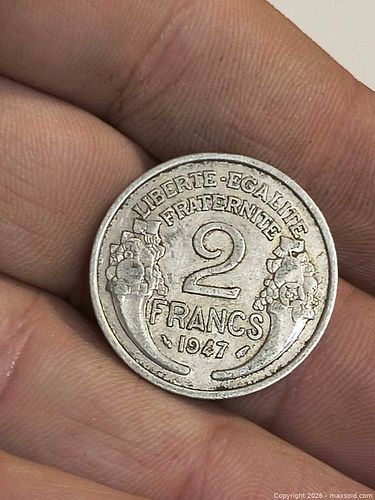 LIBERTE·EGALITE
FRATERNITE
2
FRANCS
1947
Copyright 2026 - maxsold.com